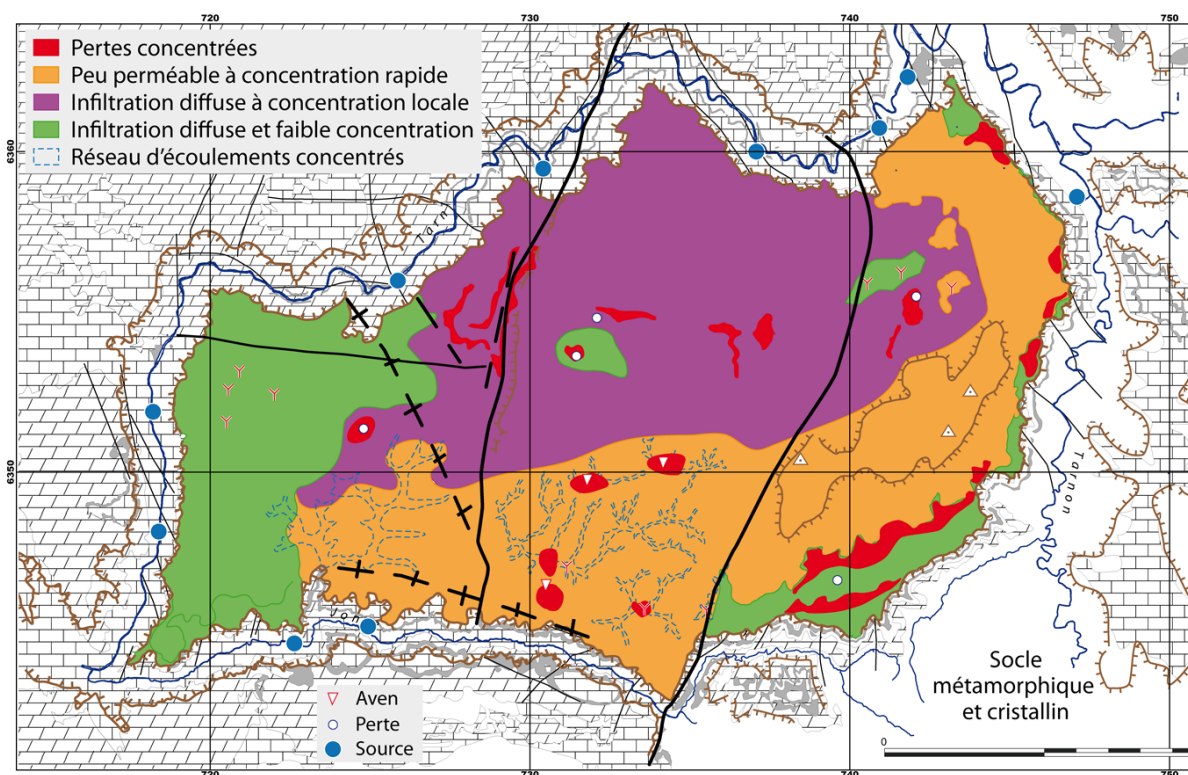 720
730
740
750
Pertes concentrées
Peu perméable à concentration rapide
Infiltration diffuse à concentration locale
Infiltration diffuse et faible concentration
Réseau d'écoulements concentrés
6360
Tarn
6350
Tarnon
Jon
Socle
métamorphique
et cristallin
Aven
Perte
Source
0
720
730
740
750